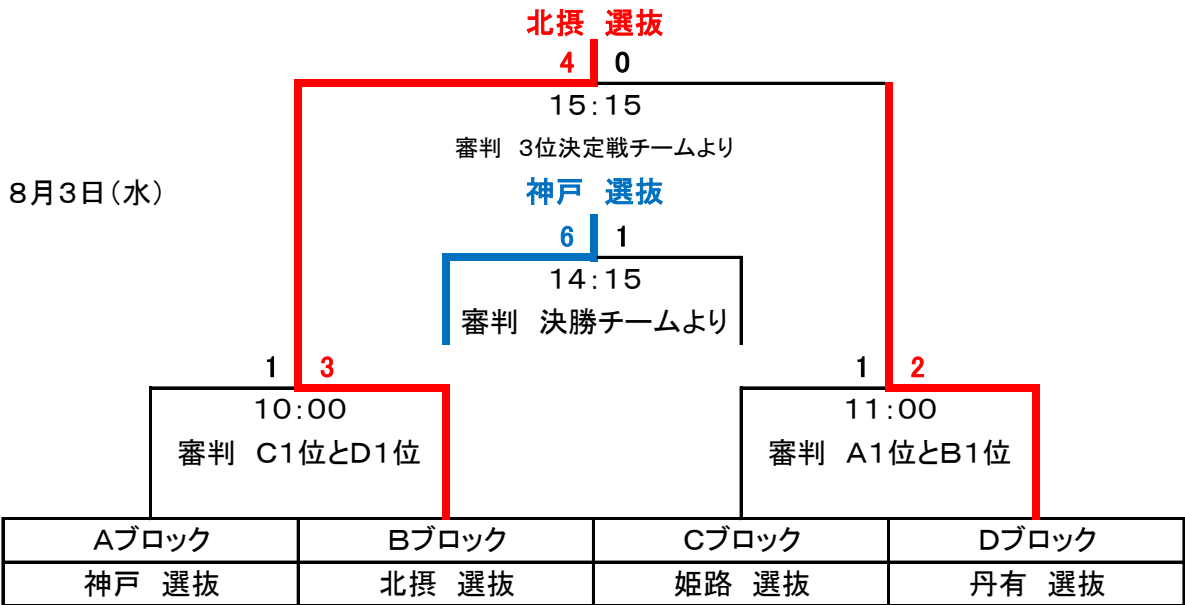 北摂　選抜
4 0
15:15
審判　3位決定戦チームより
8月3日(水)
神戸　選抜
6 1
14:15
審判　決勝チームより
1 3
1 2
10:00
11:00
審判　C1位とD1位
審判　A1位とB1位
Aブロック Bブロック Cブロック Dブロック
神戸　選抜 北摂　選抜 姫路　選抜 丹有　選抜